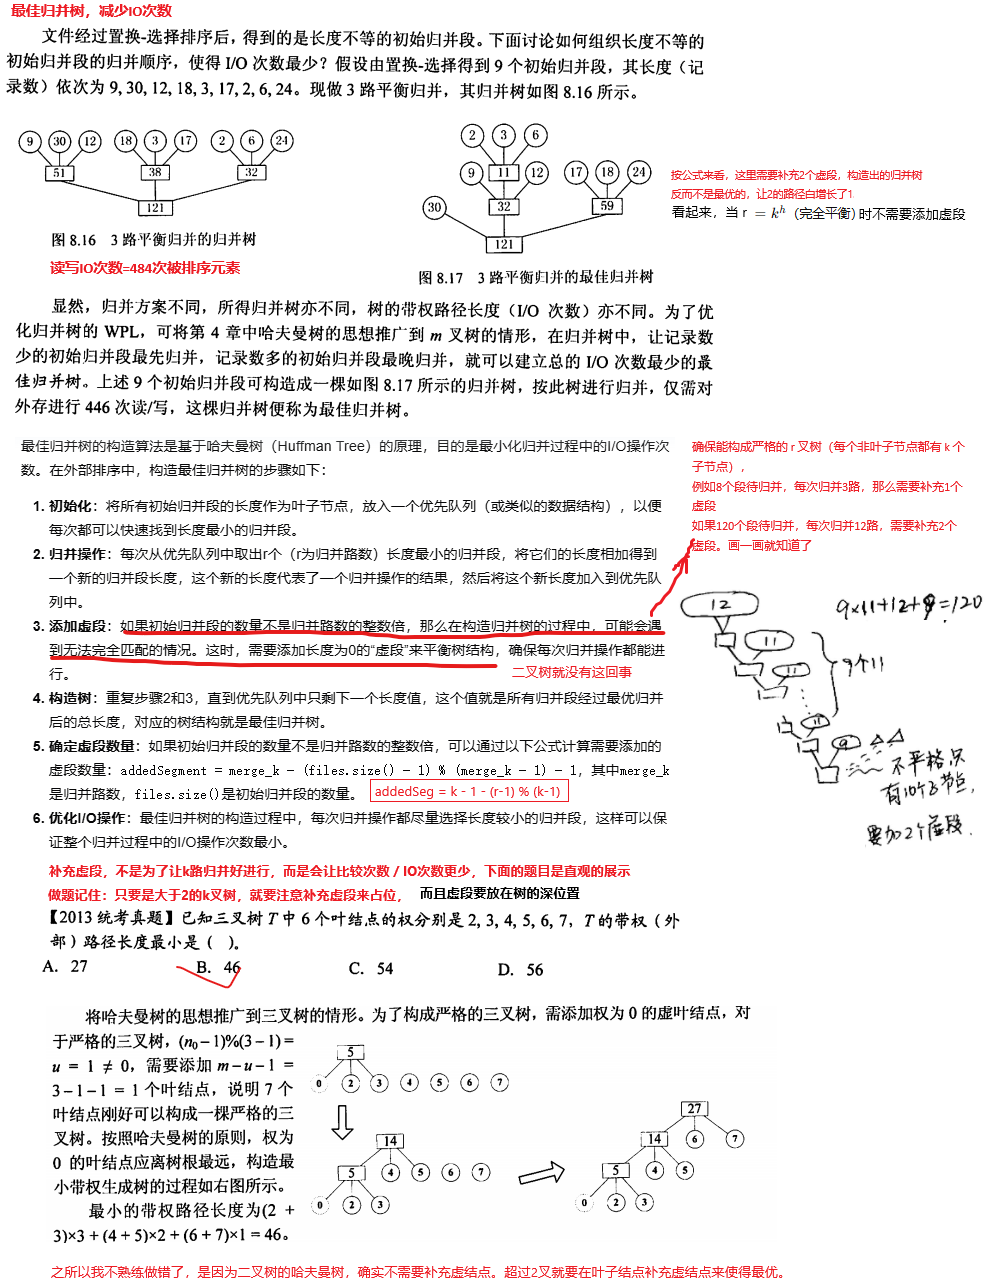 最佳归并树，减少IO次数
文件经过置换-选择排序后，得到的是长度不等的初始归并段。下面讨论如何组织长度不等的
初始归并段的归并顺序，使得 I/O 次数最少？假设由置换-选择得到 9 个初始归并段，其长度（记
录数）依次为 9, 30, 12, 18, 3, 17, 2, 6, 24。现做 3 路平衡归并，其归并树如图 8.16 所示。
9 30 12 18 3 17 2 6 24
51 38 32
121
图 8.16 3 路平衡归并的归并树
读写IO次数=484次被排序元素
2 3 6
9 11 12 17 18 24
30 32 59
121
图 8.17 3 路平衡归并的最佳归并树
按公式来看，这里需要补充2个虚段，构造出的归并树
反而不是最优的，让2的路径白增长了1
看起来，当 r = k^h (完全平衡) 时不需要添加虚段
显然，归并方案不同，所得归并树亦不同，树的带权路径长度（I/O 次数）亦不同。为了优
化归并树的 WPL，可将第 4 章中哈夫曼树的思想推广到 m 叉树的情形，在归并树中，让记录数
少的初始归并段最先归并，记录数多的初始归并段最晚归并，就可以建立总的 I/O 次数最少的最
佳归并树。上述 9 个初始归并段可构造成一棵如图 8.17 所示的归并树，按此树进行归并，仅需对
外存进行 446 次读/写，这棵归并树便称为最佳归并树。
最佳归并树的构造算法是基于哈夫曼树（Huffman Tree）的原理，目的是最小化归并过程中的I/O操作次
数。在外部排序中，构造最佳归并树的步骤如下：
1. 初始化：将所有初始归并段的长度作为叶子节点，放入一个优先队列（或类似的数据结构），以便
每次都可以快速找到长度最小的归并段。
2. 归并操作：每次从优先队列中取出r个（r为归并路数）长度最小的归并段，将它们的长度相加得到
一个新的归并段长度，这个新的长度代表了一个归并操作的结果，然后将这个新长度加入到优先队
列中。
3. 添加虚段：如果初始归并段的数量不是归并路数的整数倍，那么在构造归并树的过程中，可能会遇
到无法完全匹配的情况。这时，需要添加长度为0的“虚段”来平衡树结构，确保每次归并操作都能进
行。
二叉树就没有这回事
4. 构造树：重复步骤2和3，直到优先队列中只剩下一个长度值，这个值就是所有归并段经过最优归并
后的总长度，对应的树结构就是最佳归并树。
5. 确定虚段数量：如果初始归并段的数量不是归并路数的整数倍，可以通过以下公式计算需要添加的
虚段数量：addedSegment = merge_k - (files.size() - 1) % (merge_k - 1) - 1，其中merge_k
是归并路数，files.size()是初始归并段的数量。
addedSeg = k - 1 - (r-1) % (k-1)
6. 优化I/O操作：最佳归并树的构造过程中，每次归并操作都尽量选择长度较小的归并段，这样可以保
证整个归并过程中的I/O操作次数最小。
确保能构成严格的 r 叉树（每个非叶子节点都有 k 个
子节点），
例如8个段待归并，每次归并3路，那么需要补充1个
虚段
如果120个段待归并，每次归并12路，需要补充2个
虚段。画一画就知道了
12
9×11+12+9=120
11
9个11
11
9
不严格只
有10个子节点，
要加2个虚段.
补充虚段，不是为了让k路归并好进行，而是会让比较次数 / IO次数更少，下面的题目是直观的展示
做题记住：只要是大于2的k叉树，就要注意补充虚段来占位， 而且虚段要放在树的深位置
【2013 统考真题】已知三叉树 T 中 6 个叶结点的权分别是 2, 3, 4, 5, 6, 7，T 的带权（外
部）路径长度最小是（ ）。
A. 27 B. 46 C. 54 D. 56
将哈夫曼树的思想推广到三叉树的情形。为了构成严格的三叉树，需添加权为 0 的虚叶结点，对
于严格的三叉树，(n₀-1)%(3-1) =
u = 1 ≠ 0，需要添加 m-u-1 =
3-1-1 = 1 个叶结点，说明 7 个
叶结点刚好可以构成一棵严格的三
叉树。按照哈夫曼树的原则，权为
0 的叶结点应离树根最远，构造最
小带权生成树的过程如右图所示。
最小的带权路径长度为(2 +
3)×3 + (4 + 5)×2 + (6 + 7)×1 = 46。
5
0 2 3 4 5 6 7
14
5 4 5 6 7
0 2 3
27
14 6 7
5 4 5
0 2 3
之所以我不熟练做错了，是因为二叉树的哈夫曼树，确实不需要补充虚结点。超过2叉就要在叶子结点补充虚结点来使得最优。